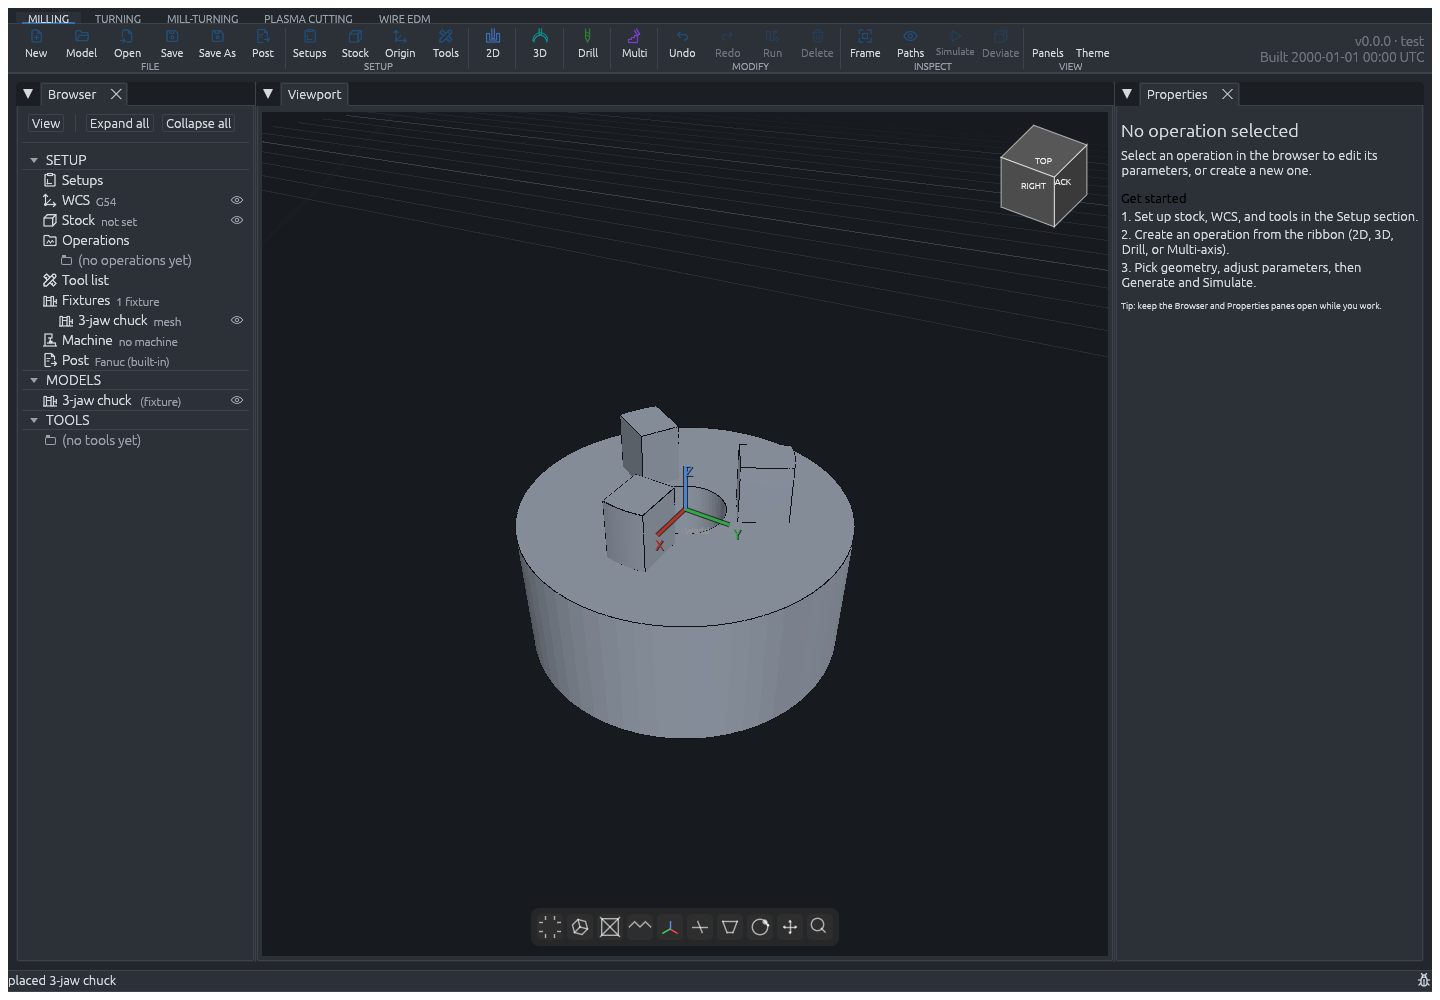 MILLING TURNING MILL-TURNING PLASMA CUTTING WIRE EDM
New Model Open Save Save As Post Setups Stock Origin Tools 2D 3D Drill Multi Undo Redo Run Delete Frame Paths Simulate Deviate Panels Theme
FILE SETUP MODIFY INSPECT VIEW
v0.0.0 · test
Built 2000-01-01 00:00 UTC
Browser
View Expand all Collapse all
SETUP
Setups
WCS G54
Stock not set
Operations
(no operations yet)
Tool list
Fixtures 1 fixture
3-jaw chuck mesh
Machine no machine
Post Fanuc (built-in)
MODELS
3-jaw chuck (fixture)
TOOLS
(no tools yet)
Viewport
TOP
RIGHT ACK
Z
X
Y
Properties
No operation selected
Select an operation in the browser to edit its
parameters, or create a new one.
Get started
1. Set up stock, WCS, and tools in the Setup section.
2. Create an operation from the ribbon (2D, 3D,
Drill, or Multi-axis).
3. Pick geometry, adjust parameters, then
Generate and Simulate.
Tip: keep the Browser and Properties panes open while you work.
placed 3-jaw chuck